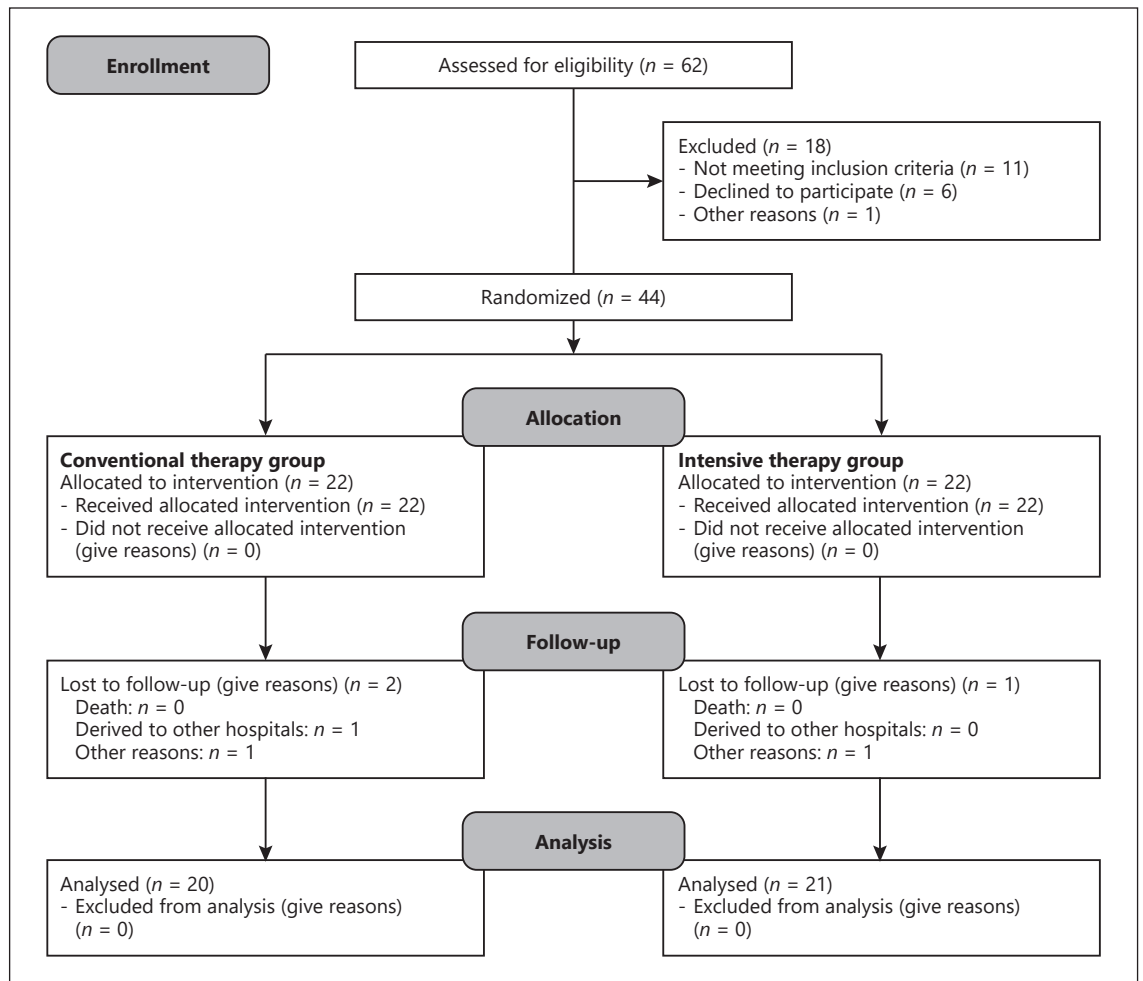 Enrollment
Assessed for eligibility (n = 62)
Excluded (n = 18)
- Not meeting inclusion criteria (n = 11)
- Declined to participate (n = 6)
- Other reasons (n = 1)
Randomized (n = 44)
Allocation
Conventional therapy group
Allocated to intervention (n = 22)
- Received allocated intervention (n = 22)
- Did not receive allocated intervention
(give reasons) (n = 0)
Intensive therapy group
Allocated to intervention (n = 22)
- Received allocated intervention (n = 22)
- Did not receive allocated intervention
(give reasons) (n = 0)
Follow-up
Lost to follow-up (give reasons) (n = 2)
Death: n = 0
Derived to other hospitals: n = 1
Other reasons: n = 1
Lost to follow-up (give reasons) (n = 1)
Death: n = 0
Derived to other hospitals: n = 0
Other reasons: n = 1
Analysis
Analysed (n = 20)
- Excluded from analysis (give reasons)
(n = 0)
Analysed (n = 21)
- Excluded from analysis (give reasons)
(n = 0)